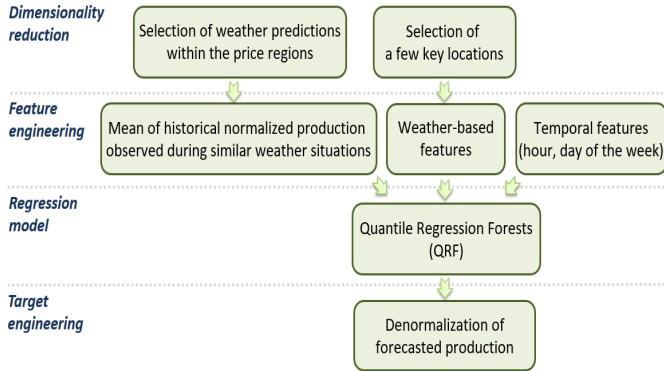 Dimensionality
reduction
Selection of weather predictions
within the price regions
Selection of
a few key locations
Feature
engineering
Mean of historical normalized production
observed during similar weather situations
Weather-based
features
Temporal features
(hour, day of the week)
Regression
model
Quantile Regression Forests
(QRF)
Target
engineering
Denormalization of
forecasted production